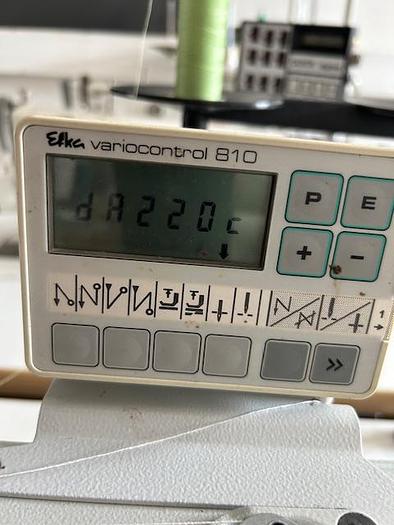 Efka variocontrol 810
dA220c
P E
+ -
1
»